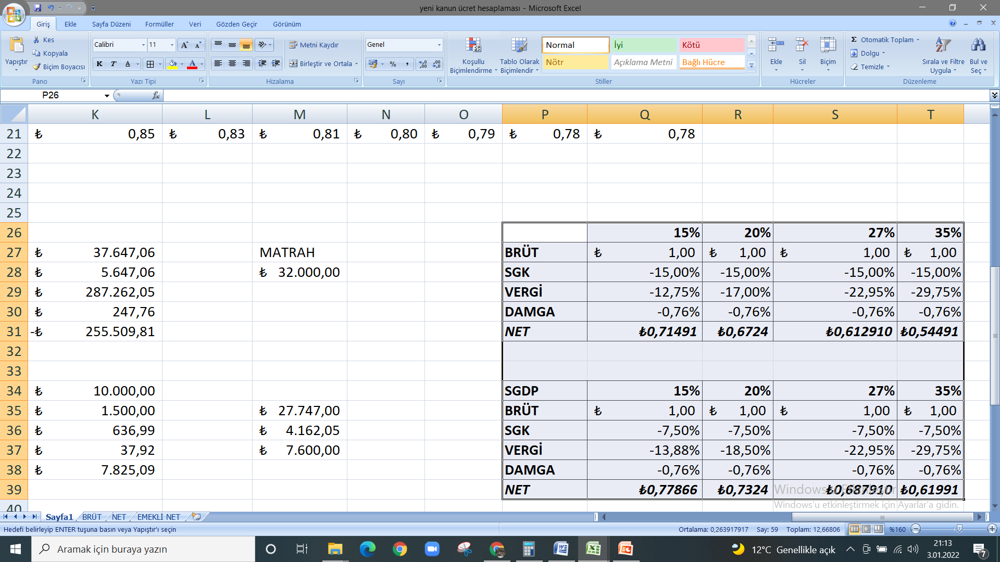 yeni kanun ücret hesaplaması - Microsoft Excel
Giriş Ekle Sayfa Düzeni Formüller Veri Gözden Geçir Görünüm
Yapıştır Kes Kopyala Biçim Boyacısı Pano
Calibri 11 K T A A Yazı Tipi
Metni Kaydır Birleştir ve Ortala Hizalama
Genel % Sayı
Koşullu Biçimlendirme Tablo Olarak Biçimlendir Normal İyi Kötü Nötr Açıklama Metni Bağlı Hücre Stiller
Ekle Sil Biçim Hücreler
Σ Otomatik Toplam Dolgu Temizle Sırala ve Filtre Uygula Bul ve Seç Düzenleme
P26 fx
K L M N O P Q R S T
21 ₺ 0,85 ₺ 0,83 ₺ 0,81 ₺ 0,80 ₺ 0,79 ₺ 0,78 ₺ 0,78
22
23
24
25
26 15% 20% 27% 35%
27 ₺ 37.647,06 MATRAH BRÜT ₺ 1,00 ₺ 1,00 ₺ 1,00 ₺ 1,00
28 ₺ 5.647,06 ₺ 32.000,00 SGK -15,00% -15,00% -15,00% -15,00%
29 ₺ 287.262,05 VERGİ -12,75% -17,00% -22,95% -29,75%
30 ₺ 247,76 DAMGA -0,76% -0,76% -0,76% -0,76%
31 -₺ 255.509,81 NET ₺0,71491 ₺0,6724 ₺0,612910 ₺0,54491
32
33
34 ₺ 10.000,00 SGDP 15% 20% 27% 35%
35 ₺ 1.500,00 ₺ 27.747,00 BRÜT ₺ 1,00 ₺ 1,00 ₺ 1,00 ₺ 1,00
36 ₺ 636,99 ₺ 4.162,05 SGK -7,50% -7,50% -7,50% -7,50%
37 ₺ 37,92 ₺ 7.600,00 VERGİ -13,88% -18,50% -22,95% -29,75%
38 ₺ 7.825,09 DAMGA -0,76% -0,76% -0,76% -0,76%
39 NET ₺0,77866 ₺0,7324 ₺0,687910 ₺0,61991
Windows'u Etkinleştir
40
Windows'u etkinleştirmek için Ayarlar'a gidin.
Sayfa1 BRÜT NET EMEKLİ NET
Hedefi belirleyip ENTER tuşuna basın veya Yapıştır'ı seçin Ortalama: 0,263917917 Say: 59 Toplam: 12,66806 %160
Aramak için buraya yazın 12°C Genellikle açık 21:13
3.01.2022 7